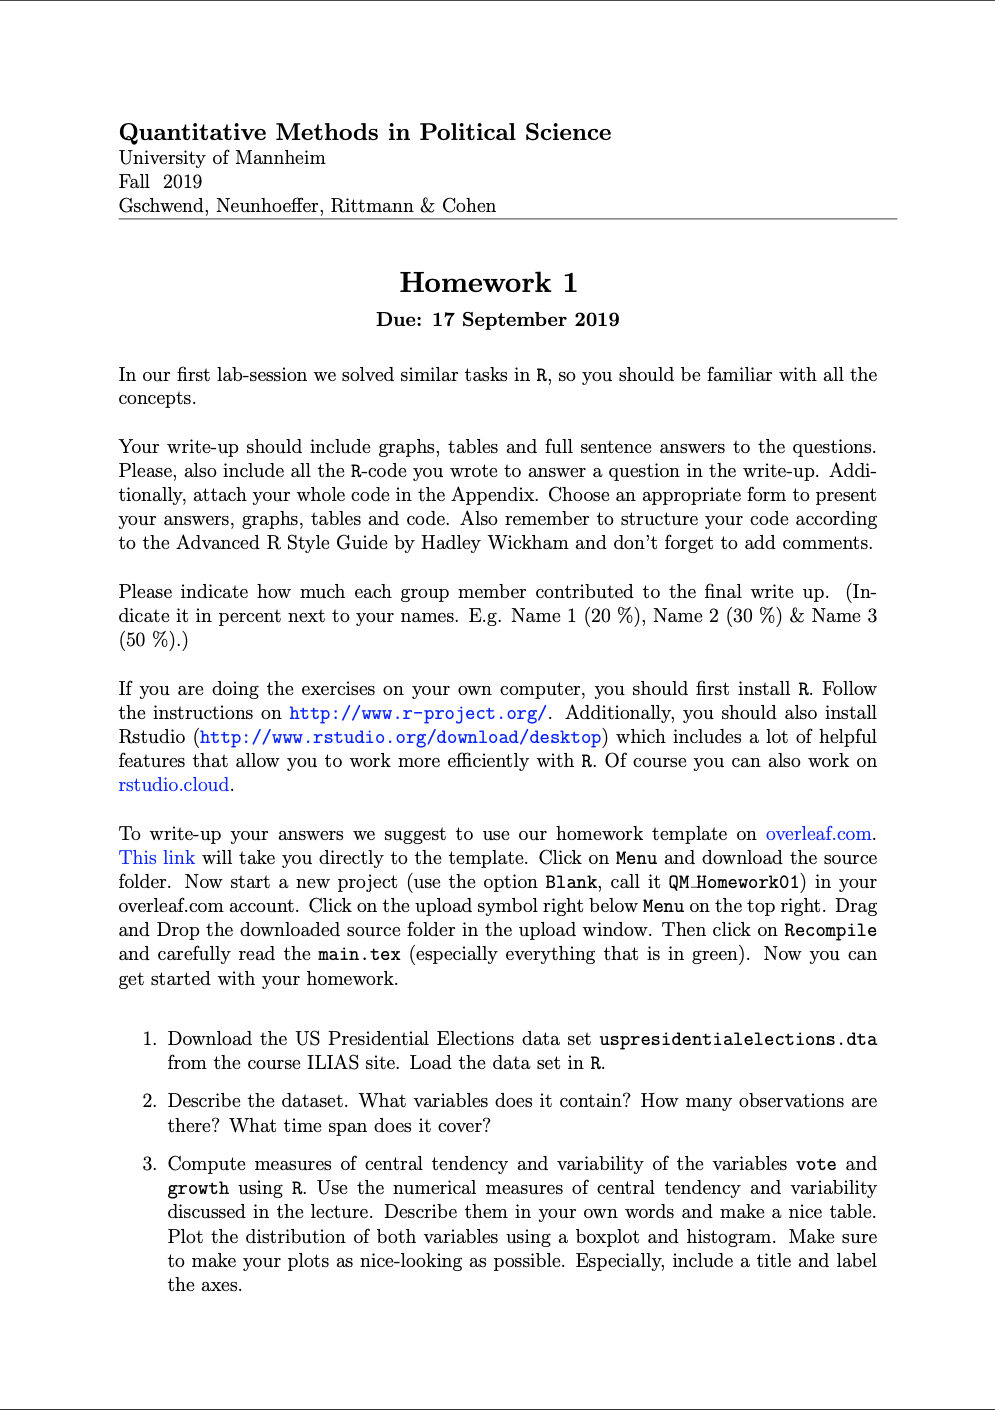 Quantitative Methods in Political Science
University of Mannheim
Fall 2019
Gschwend, Neunhoeffer, Rittmann & Cohen
Homework 1
Due: 17 September 2019
In our first lab-session we solved similar tasks in R, so you should be familiar with all the
concepts.
Your write-up should include graphs, tables and full sentence answers to the questions.
Please, also include all the R-code you wrote to answer a question in the write-up. Addi-
tionally, attach your whole code in the Appendix. Choose an appropriate form to present
your answers, graphs, tables and code. Also remember to structure your code according
to the Advanced R Style Guide by Hadley Wickham and don't forget to add comments.
Please indicate how much each group member contributed to the final write up. (In-
dicate it in percent next to your names. E.g. Name 1 (20 %), Name 2 (30 %) & Name 3
(50 %).)
If you are doing the exercises on your own computer, you should first install R. Follow
the instructions on http://www.r-project.org/. Additionally, you should also install
Rstudio (http://www.rstudio.org/download/desktop) which includes a lot of helpful
features that allow you to work more efficiently with R. Of course you can also work on
rstudio.cloud.
To write-up your answers we suggest to use our homework template on overleaf.com.
This link will take you directly to the template. Click on Menu and download the source
folder. Now start a new project (use the option Blank, call it QM_Homework01) in your
overleaf.com account. Click on the upload symbol right below Menu on the top right. Drag
and Drop the downloaded source folder in the upload window. Then click on Recompile
and carefully read the main.tex (especially everything that is in green). Now you can
get started with your homework.
1. Download the US Presidential Elections data set uspresidentialelections.dta
from the course ILIAS site. Load the data set in R.
2. Describe the dataset. What variables does it contain? How many observations are
there? What time span does it cover?
3. Compute measures of central tendency and variability of the variables vote and
growth using R. Use the numerical measures of central tendency and variability
discussed in the lecture. Describe them in your own words and make a nice table.
Plot the distribution of both variables using a boxplot and histogram. Make sure
to make your plots as nice-looking as possible. Especially, include a title and label
the axes.